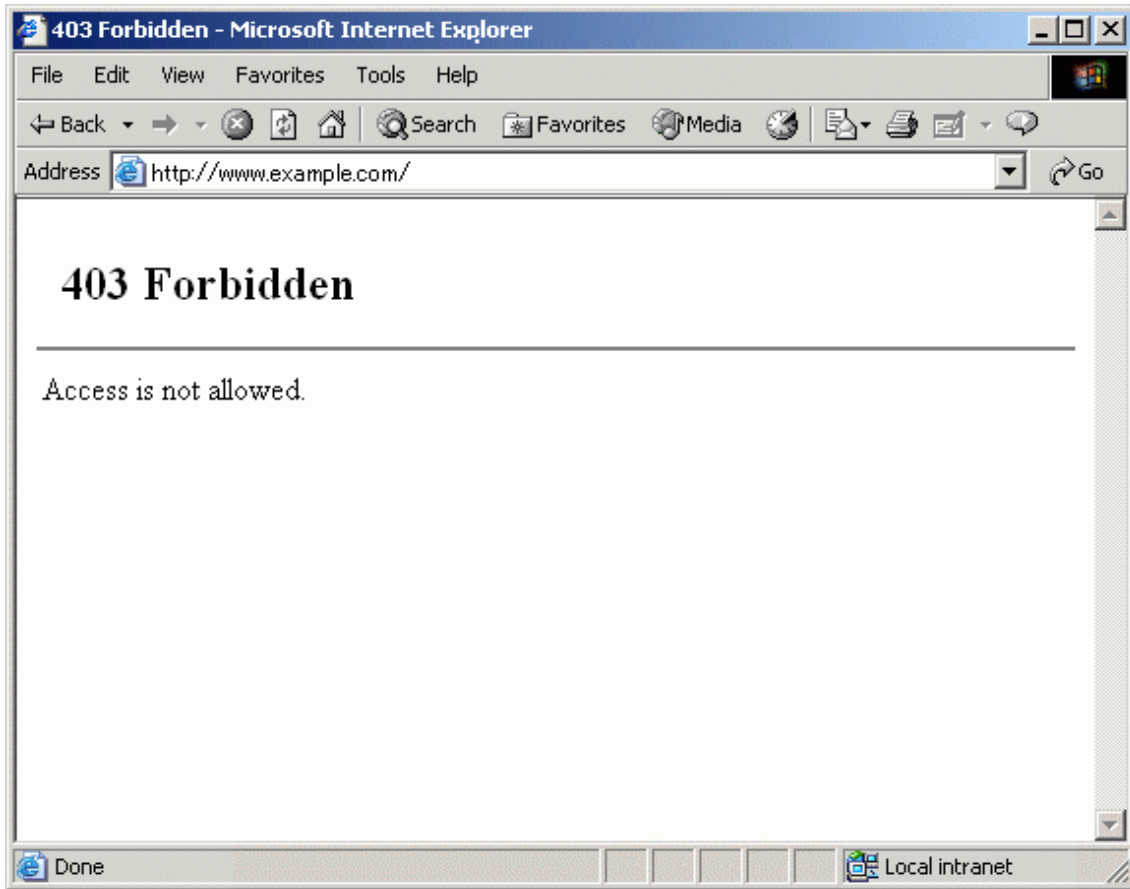 403 Forbidden - Microsoft Internet Explorer
File Edit View Favorites Tools Help
Back Search Favorites Media
Address http://www.example.com/ Go
403 Forbidden
Access is not allowed.
Done Local intranet